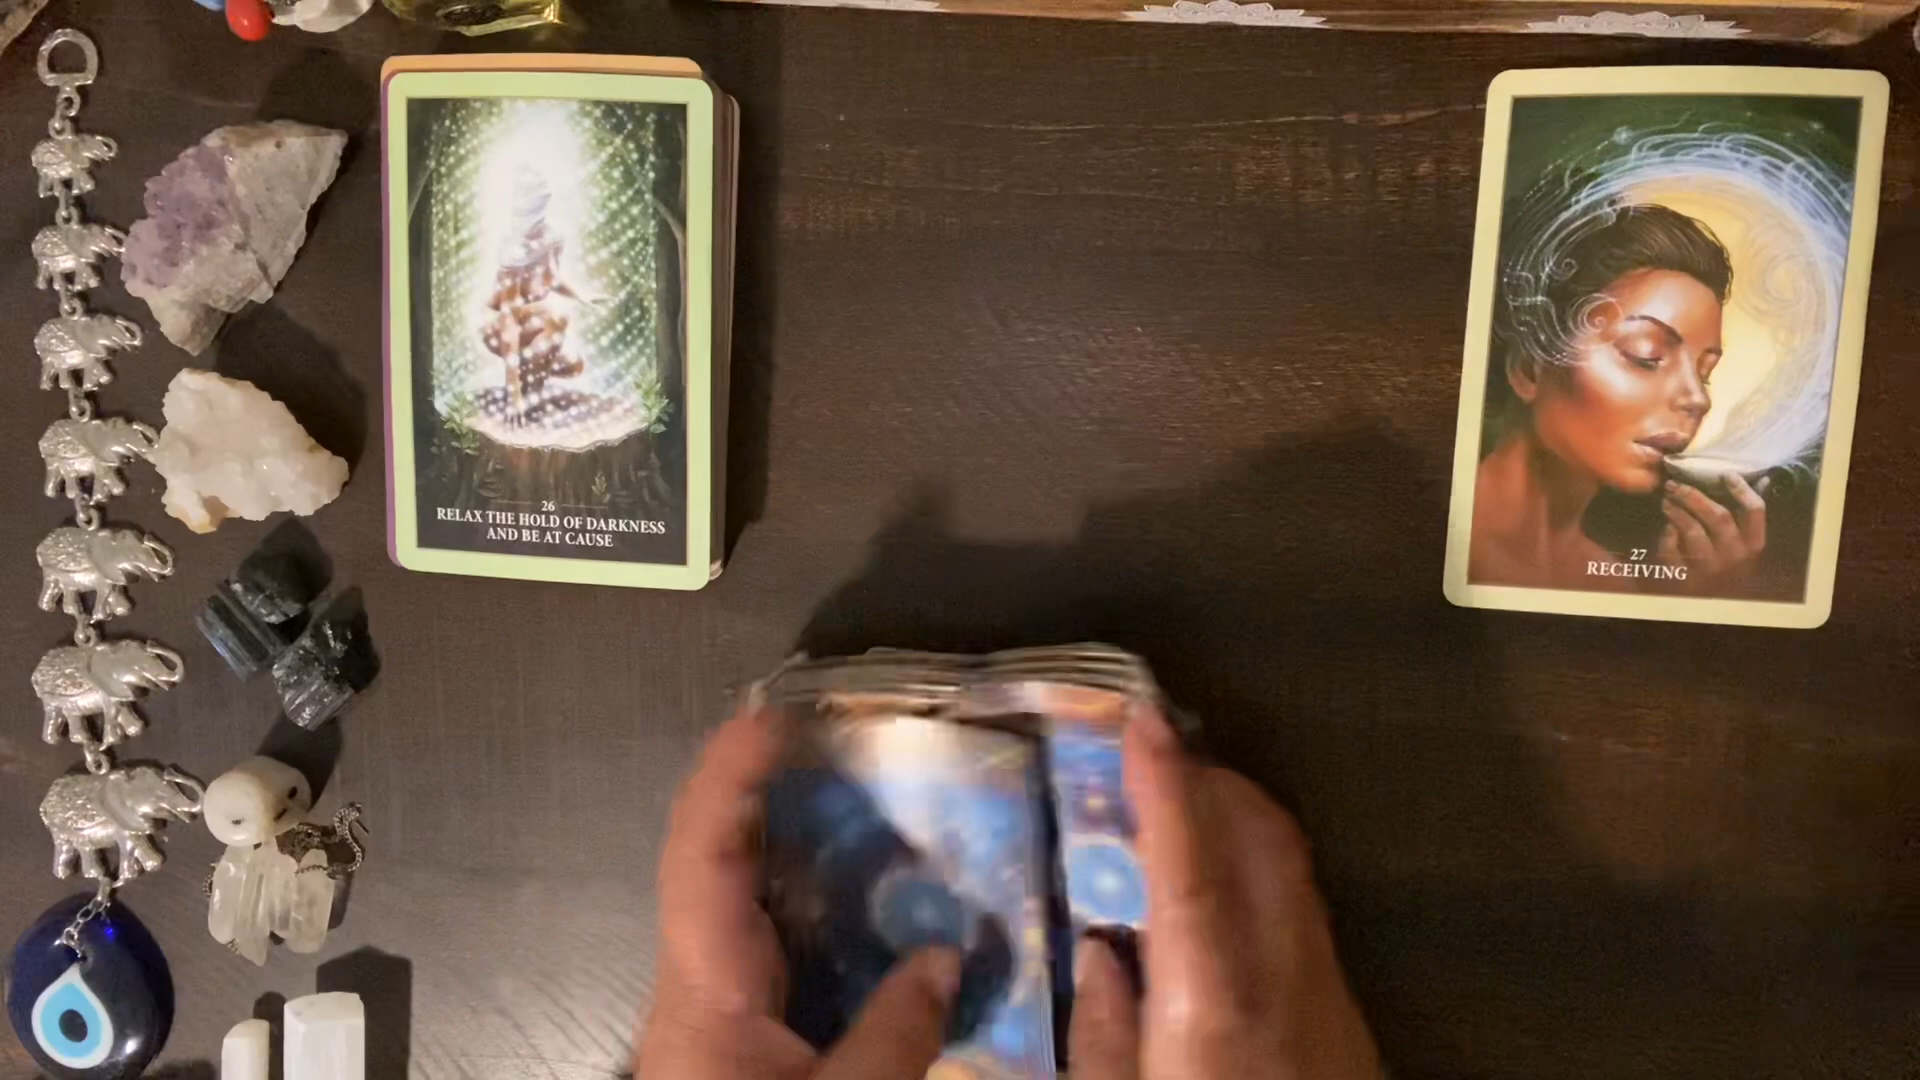 26
RELAX THE HOLD OF DARKNESS
AND BE AT CAUSE
27
RECEIVING